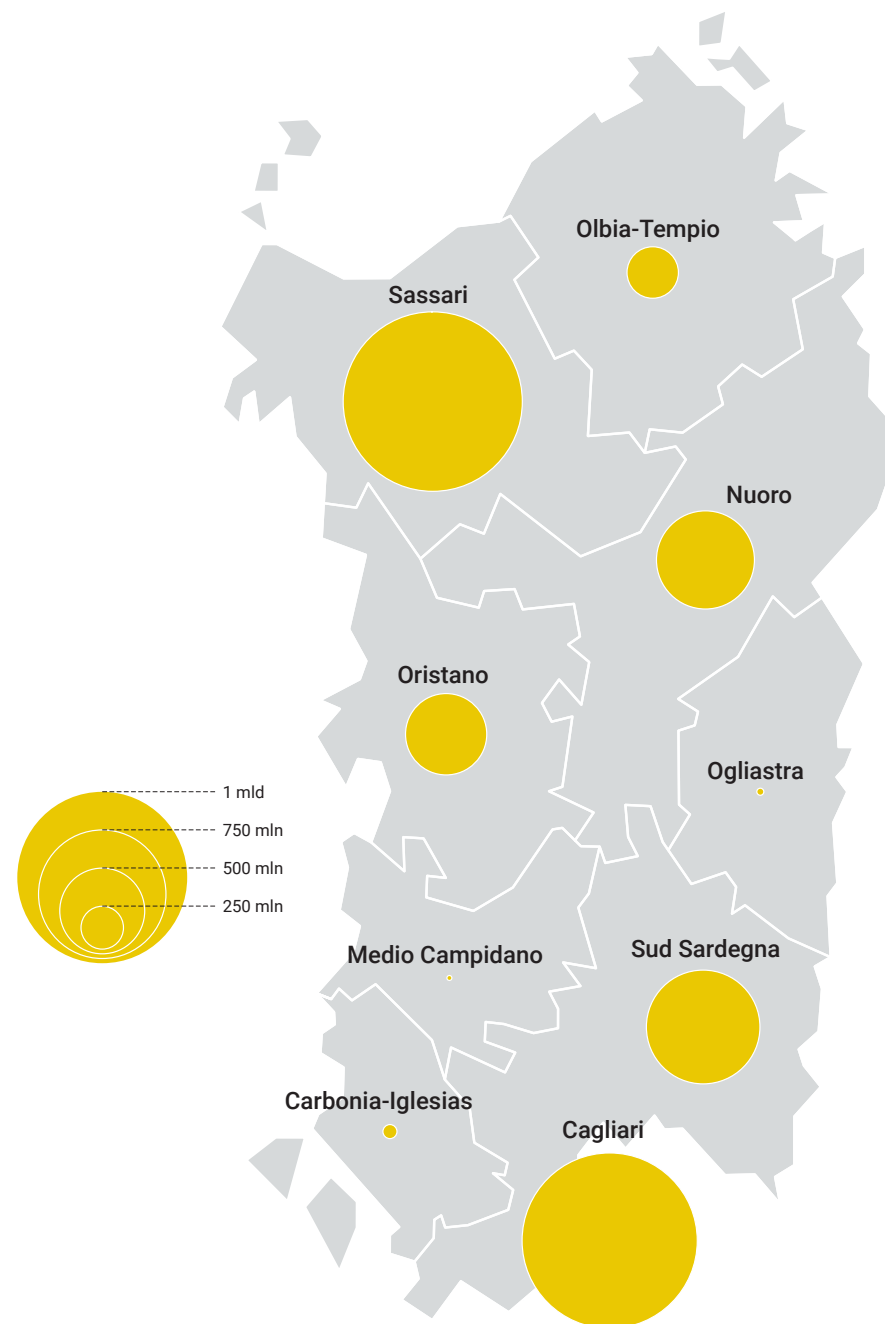 Olbia-Tempio
Sassari
Nuoro
Oristano
Ogliastra
1 mld
750 mln
500 mln
250 mln
Sud Sardegna
Medio Campidano
Carbonia-Iglesias
Cagliari